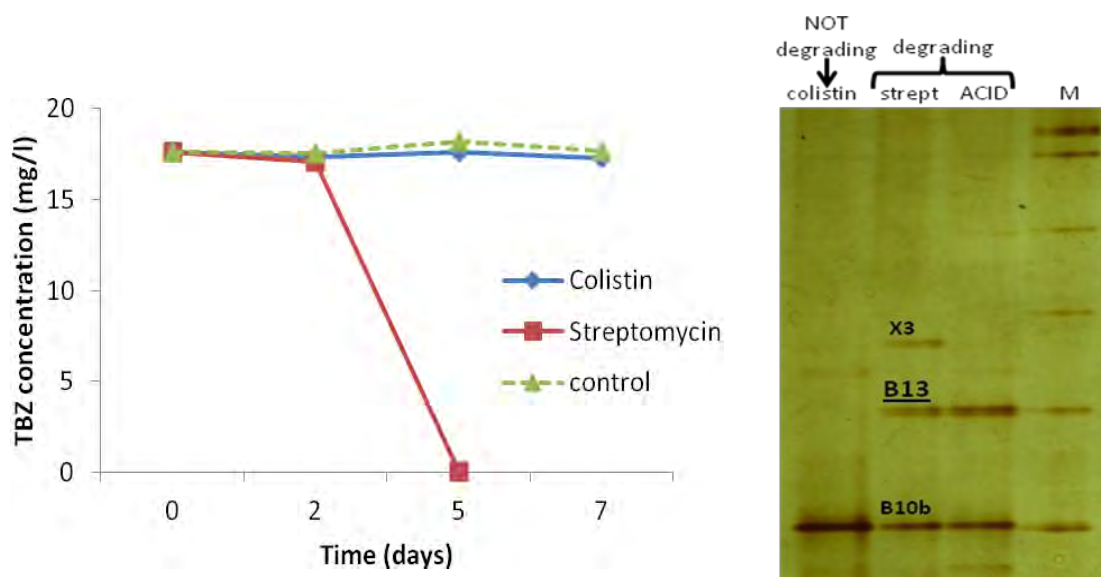 TBZ concentration (mg/l)
20
15
10
5
0
0 2 5 7
Time (days)
Colistin
Streptomycin
control
NOT
degrading degrading
colistin strept ACID M
X3
B13
B10b